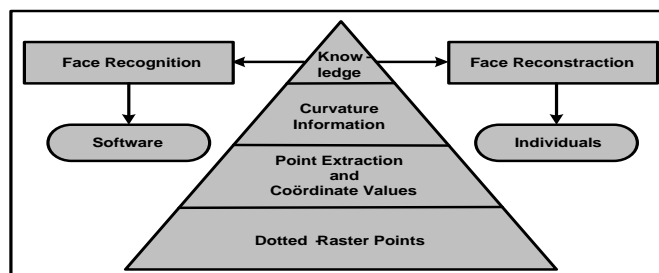 Know -
ledge
Face Recognition
Face Reconstraction
Software
Individuals
Curvature
Information
Point Extraction
and
Coördinate Values
Dotted -Raster Points